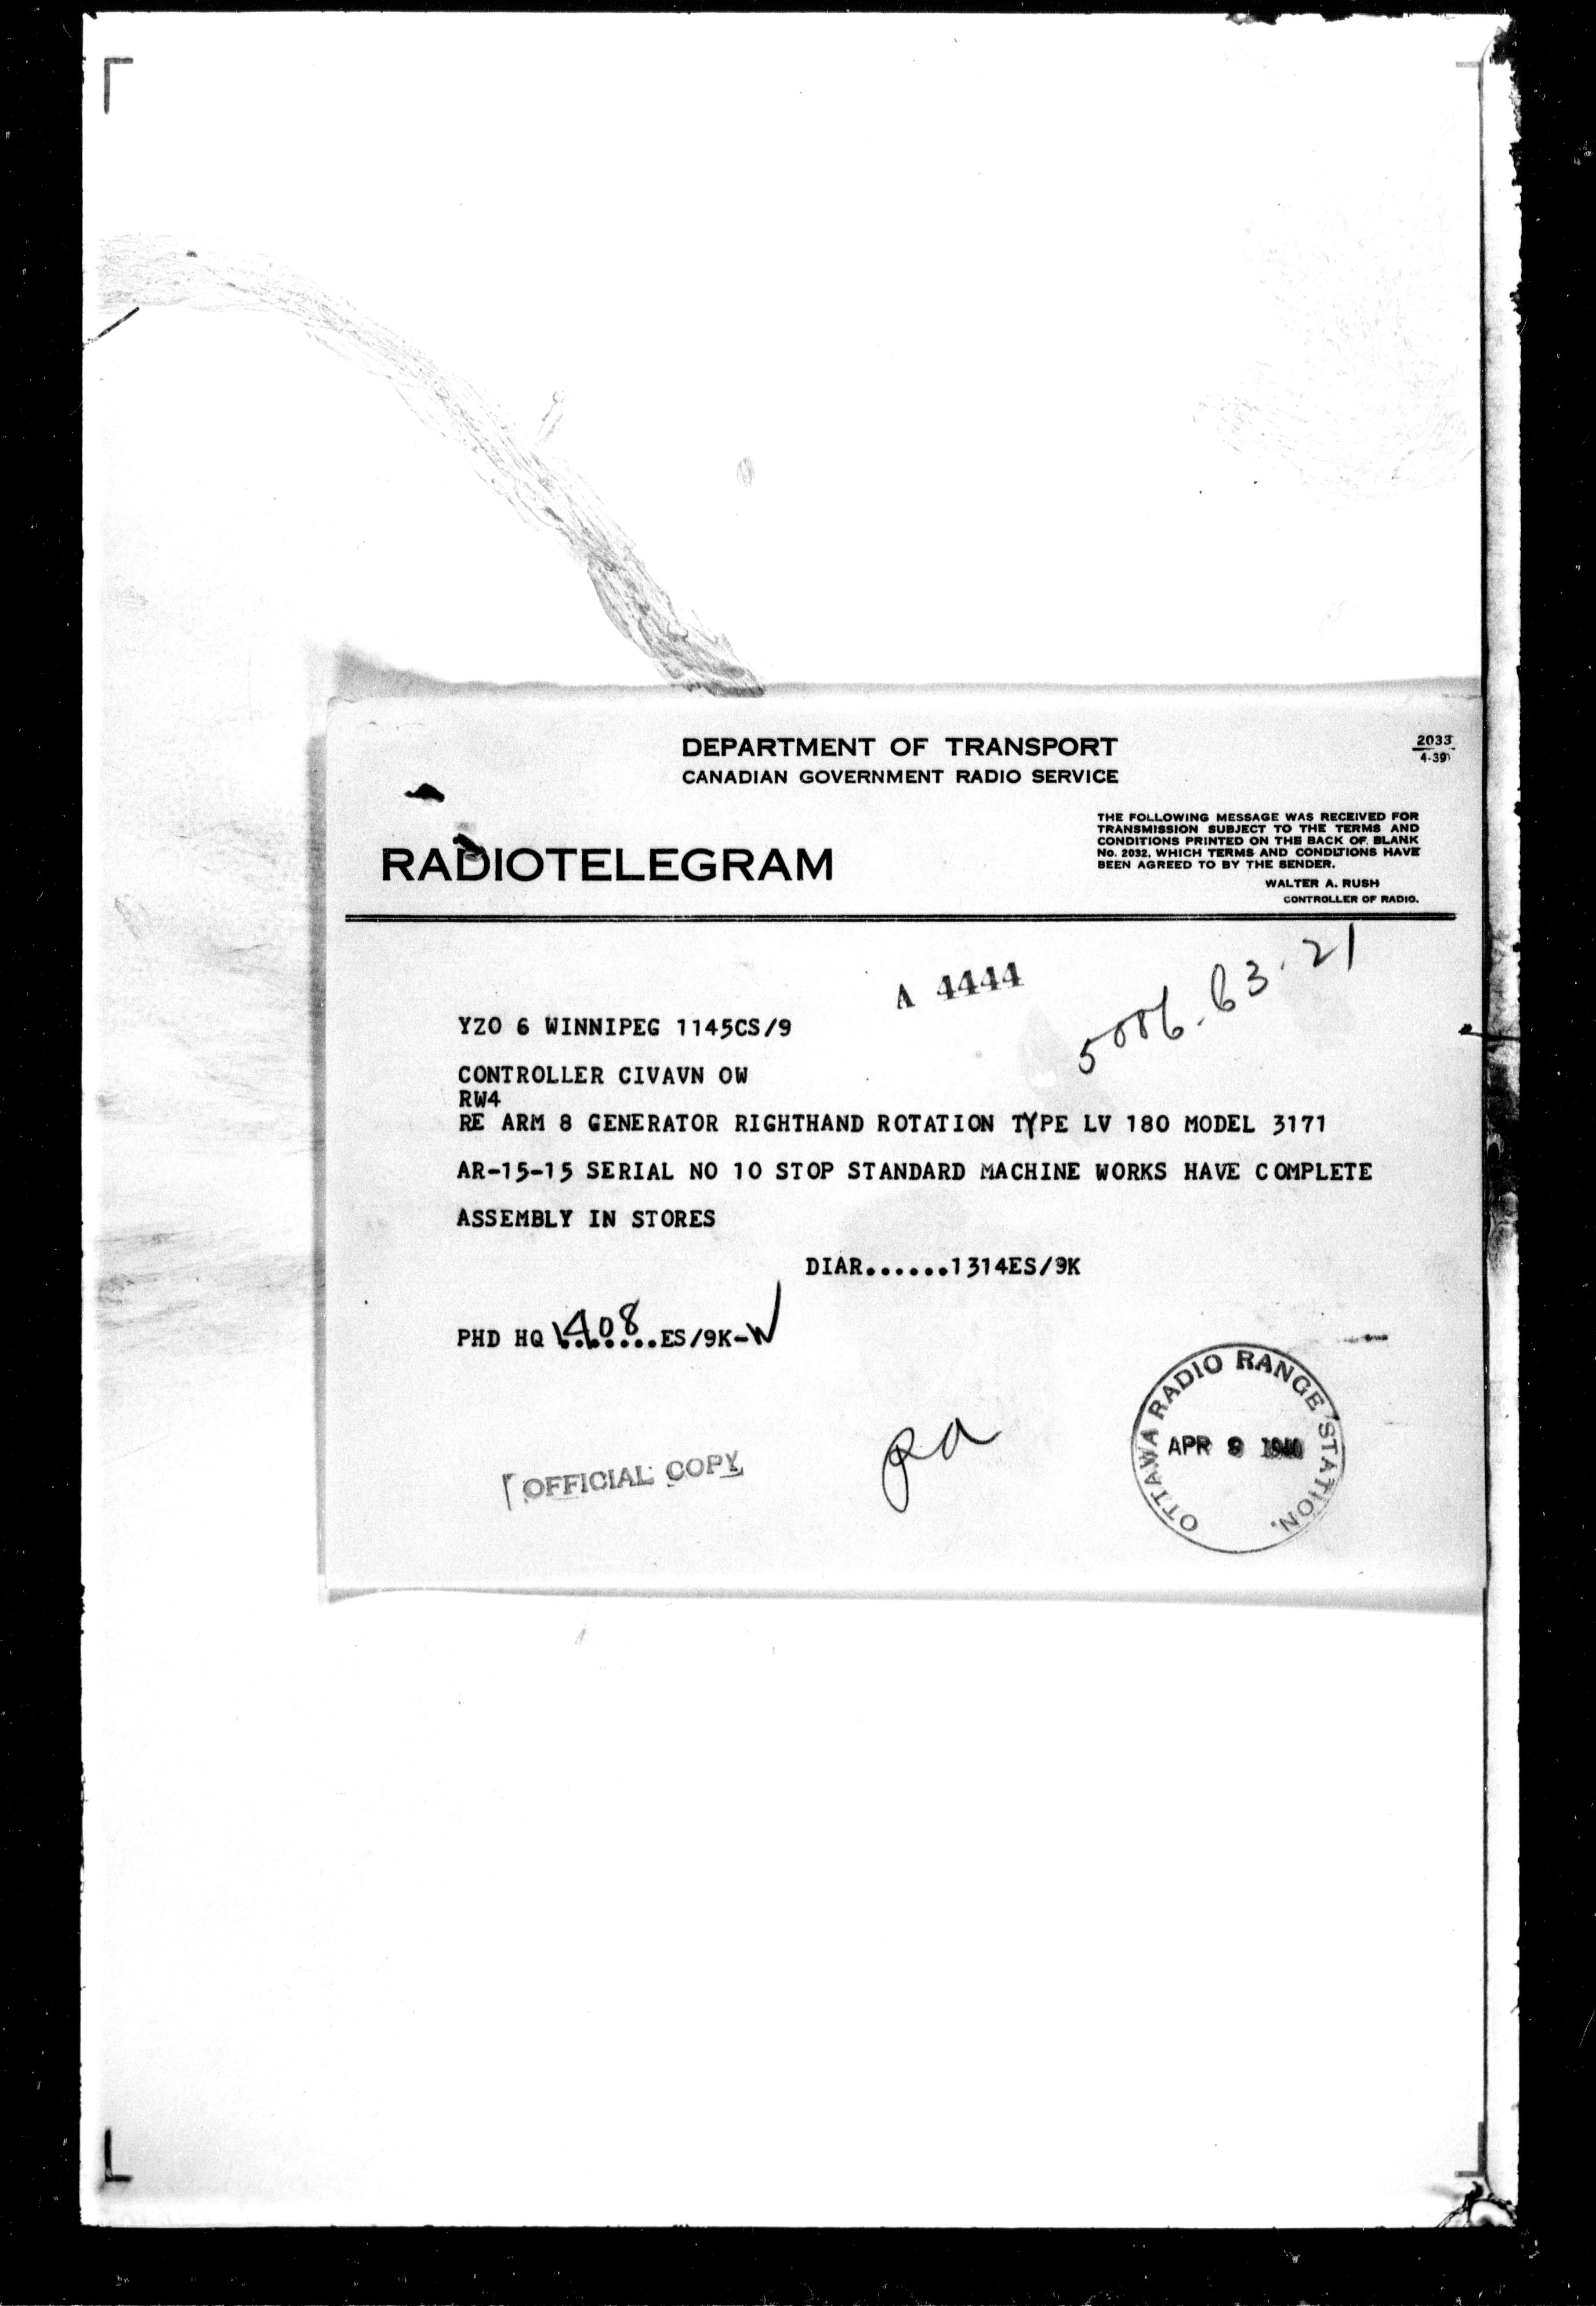 DEPARTMENT OF TRANSPORT
CANADIAN GOVERNMENT RADIO SERVICE
2033
4-39
RADIOTELEGRAM
THE FOLLOWING MESSAGE WAS RECEIVED FOR
TRANSMISSION SUBJECT TO THE TERMS AND
CONDITIONS PRINTED ON THE BACK OF BLANK
No. 2032, WHICH TERMS AND CONDITIONS HAVE
BEEN AGREED TO BY THE SENDER.
WALTER A. RUSH
CONTROLLER OF RADIO.
A 4444
5006-63-21
YZO 6 WINNIPEG 1145CS/9
CONTROLLER CIVAVN OW
RW4
RE ARM 8 GENERATOR RIGHTHAND ROTATION TYPE LV 180 MODEL 3171
AR-15-15 SERIAL NO 10 STOP STANDARD MACHINE WORKS HAVE COMPLETE
ASSEMBLY IN STORES
DIAR......1314ES/9K
PHD HQ 1408 ES/9K-W
OFFICIAL COPY
OTTAWA RADIO RANGE STATION.
APR 9 1940